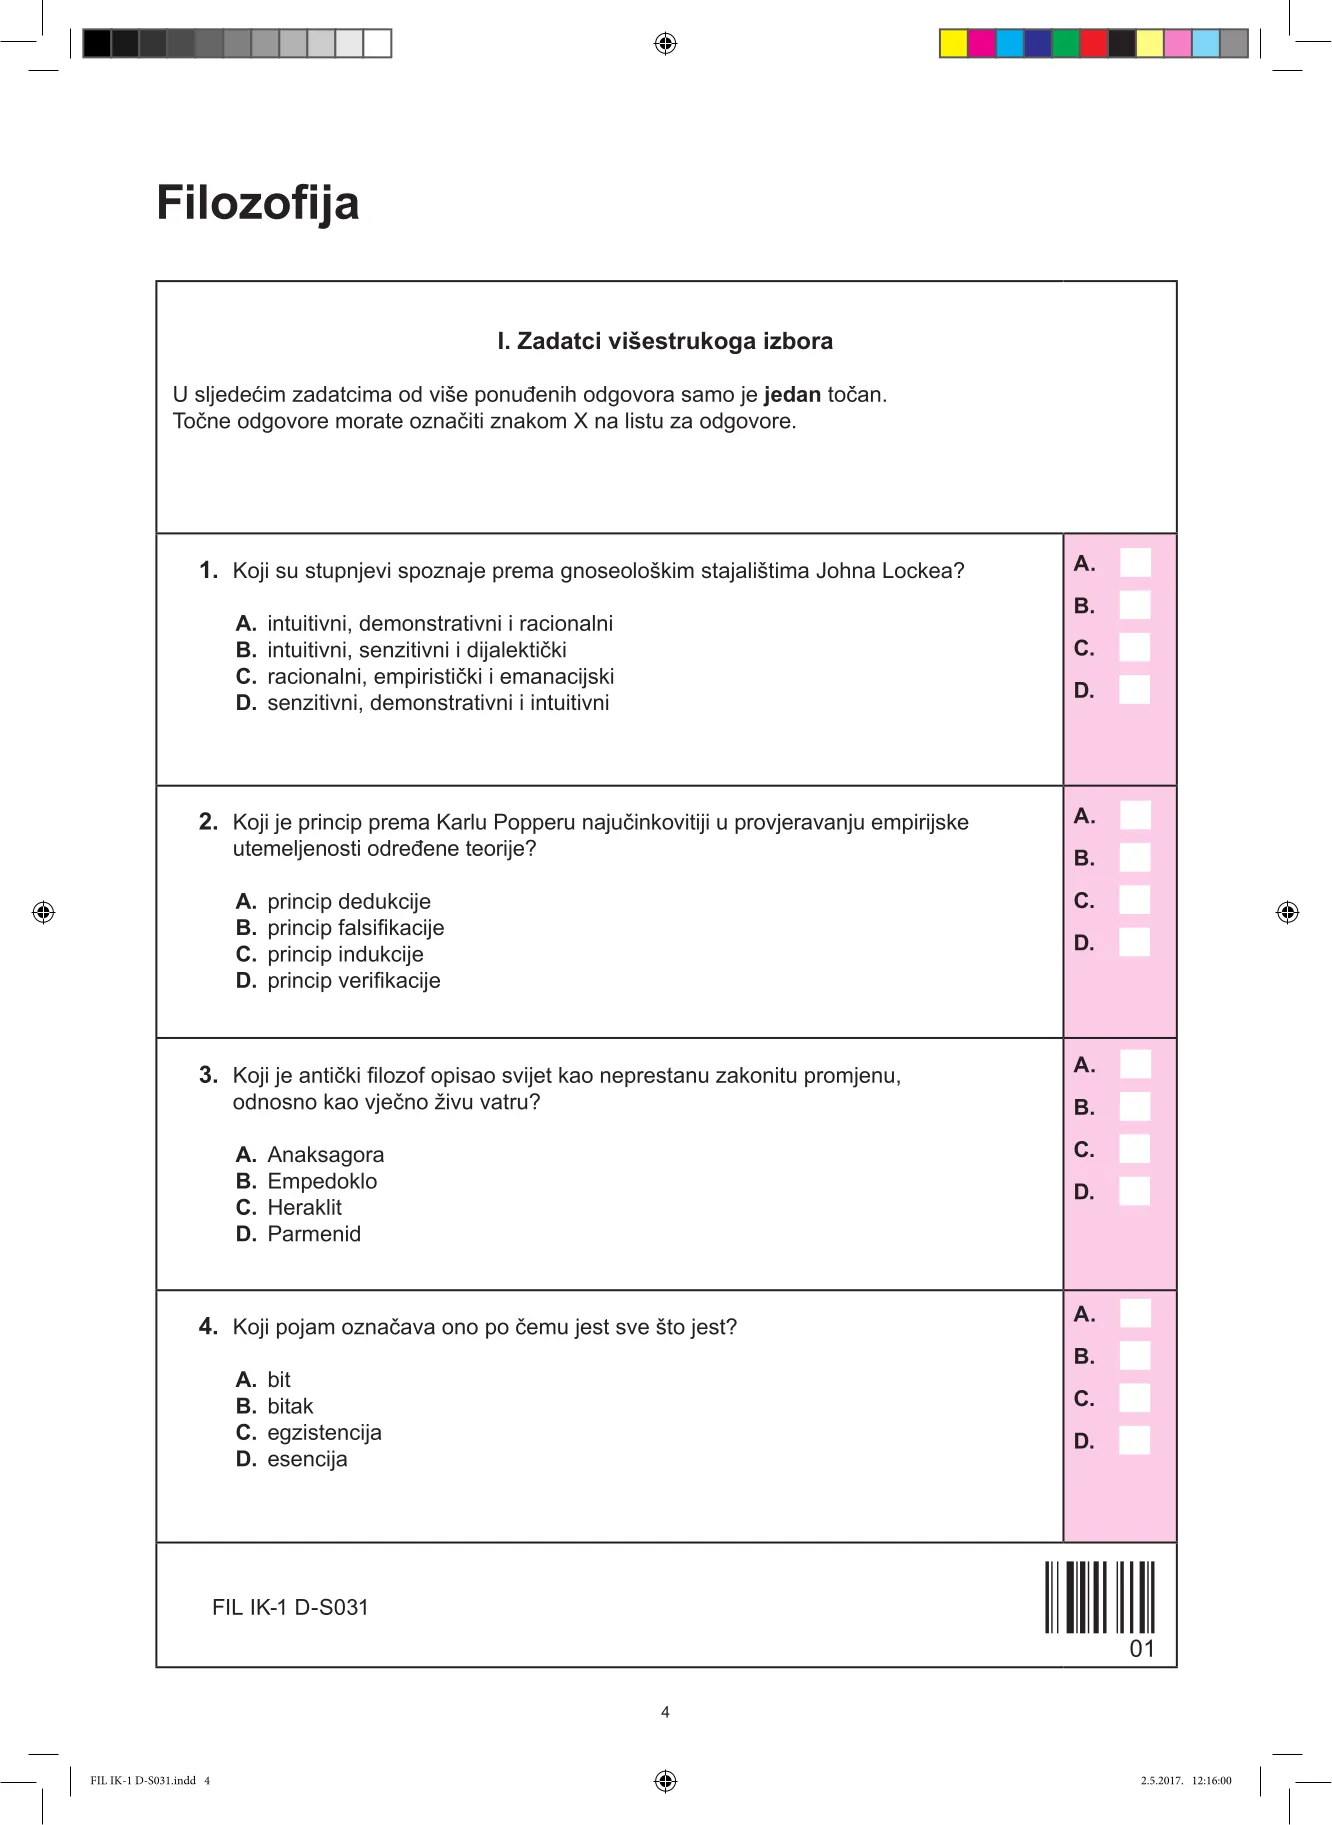 Filozofija
I. Zadatci višestrukoga izbora
U sljedećim zadatcima od više ponuđenih odgovora samo je jedan točan.
Točne odgovore morate označiti znakom X na listu za odgovore.
1. Koji su stupnjevi spoznaje prema gnoseološkim stajalištima Johna Lockea?
A. intuitivni, demonstrativni i racionalni
B. intuitivni, senzitivni i dijalektički
C. racionalni, empiristički i emanacijski
D. senzitivni, demonstrativni i intuitivni
A.
B.
C.
D.
2. Koji je princip prema Karlu Popperu najučinkovitiji u provjeravanju empirijske
utemeljenosti određene teorije?
A. princip dedukcije
B. princip falsifikacije
C. princip indukcije
D. princip verifikacije
A.
B.
C.
D.
3. Koji je antički filozof opisao svijet kao neprestanu zakonitu promjenu,
odnosno kao vječno živu vatru?
A. Anaksagora
B. Empedoklo
C. Heraklit
D. Parmenid
A.
B.
C.
D.
4. Koji pojam označava ono po čemu jest sve što jest?
A. bit
B. bitak
C. egzistencija
D. esencija
A.
B.
C.
D.
FIL IK-1 D-S031
01
4
FIL IK-1 D-S031.indd 4
2.5.2017. 12:16:00